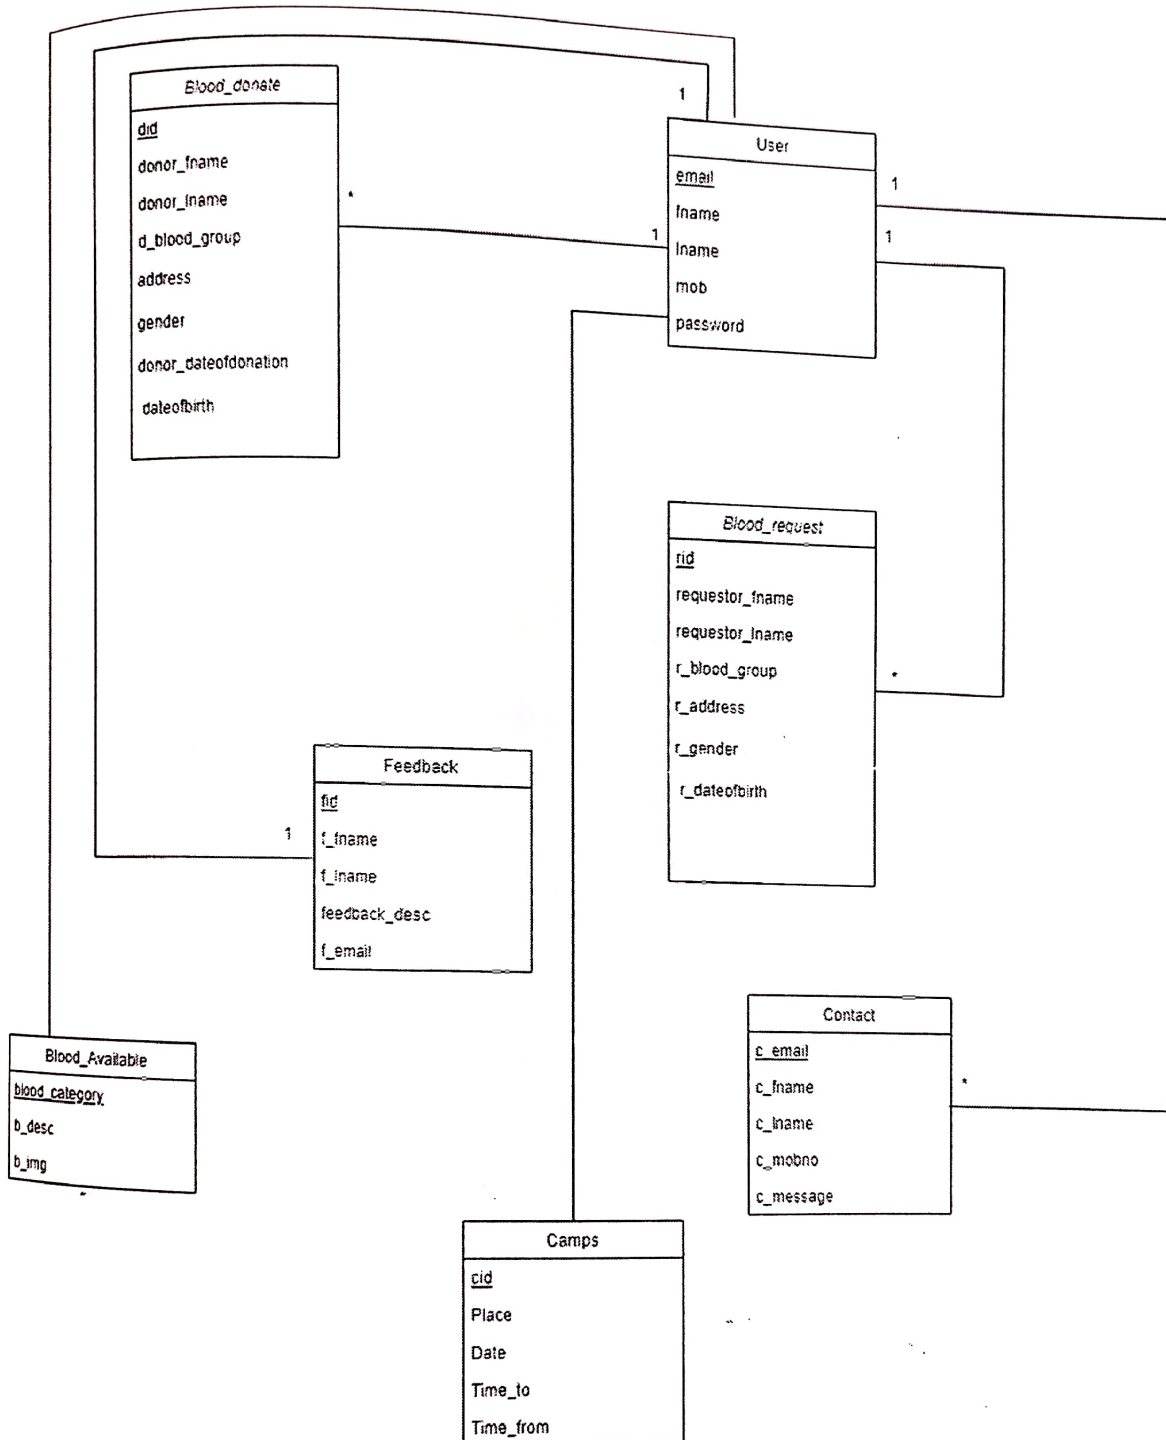 Blood_donate
did
donor_fname
donor_lname
d_blood_group
address
gender
donor_dateofdonation
dateofbirth
*
1
1
User
email
fname
lname
mob
password
1
1
Blood_request
rid
requestor_fname
requestor_lname
r_blood_group
r_address
r_gender
r_dateofbirth
*
Feedback
fid
f_fname
f_lname
feedback_desc
f_email
1
Blood_Available
blood_category
b_desc
b_img
Contact
c_email
c_fname
c_lname
c_mobno
c_message
*
Camps
cid
Place
Date
Time_to
Time_from